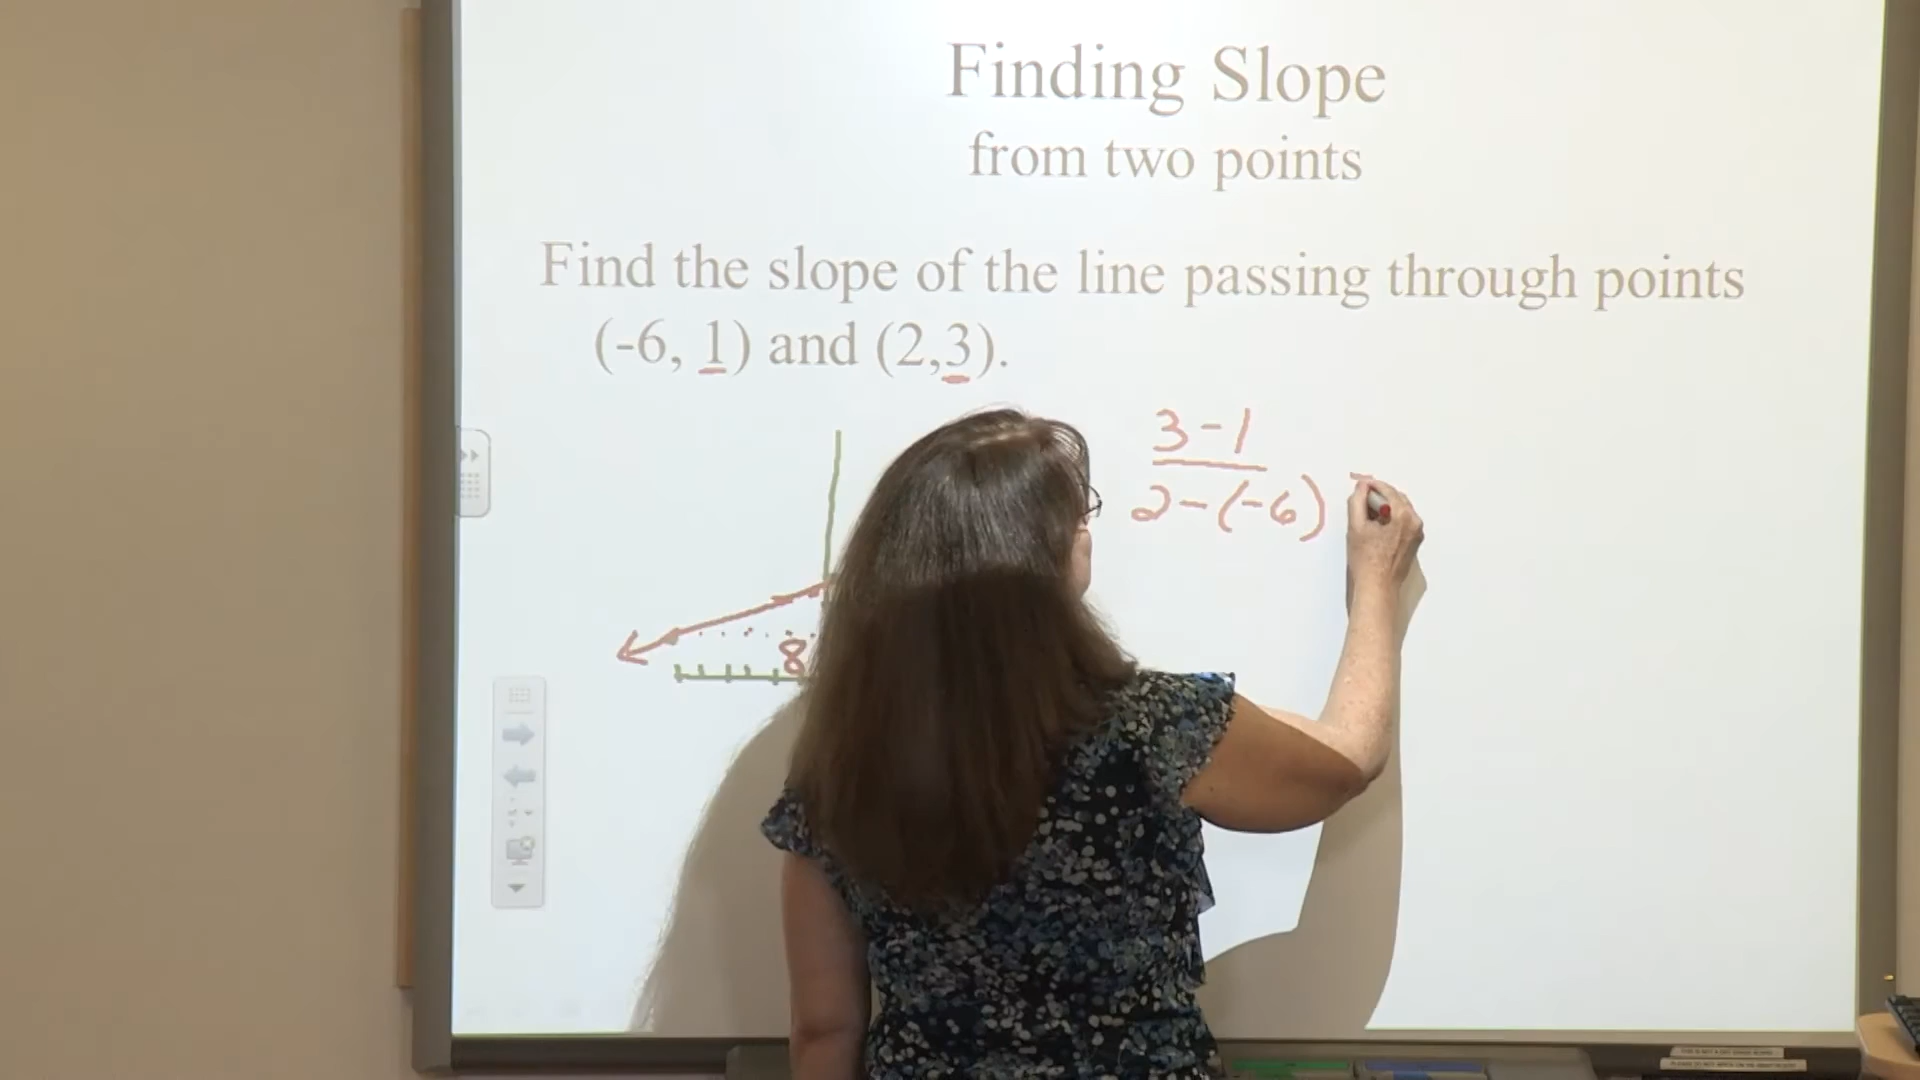 Finding Slope
from two points
Find the slope of the line passing through points
(-6, 1) and (2,3).
3-1
2-(-6)
8